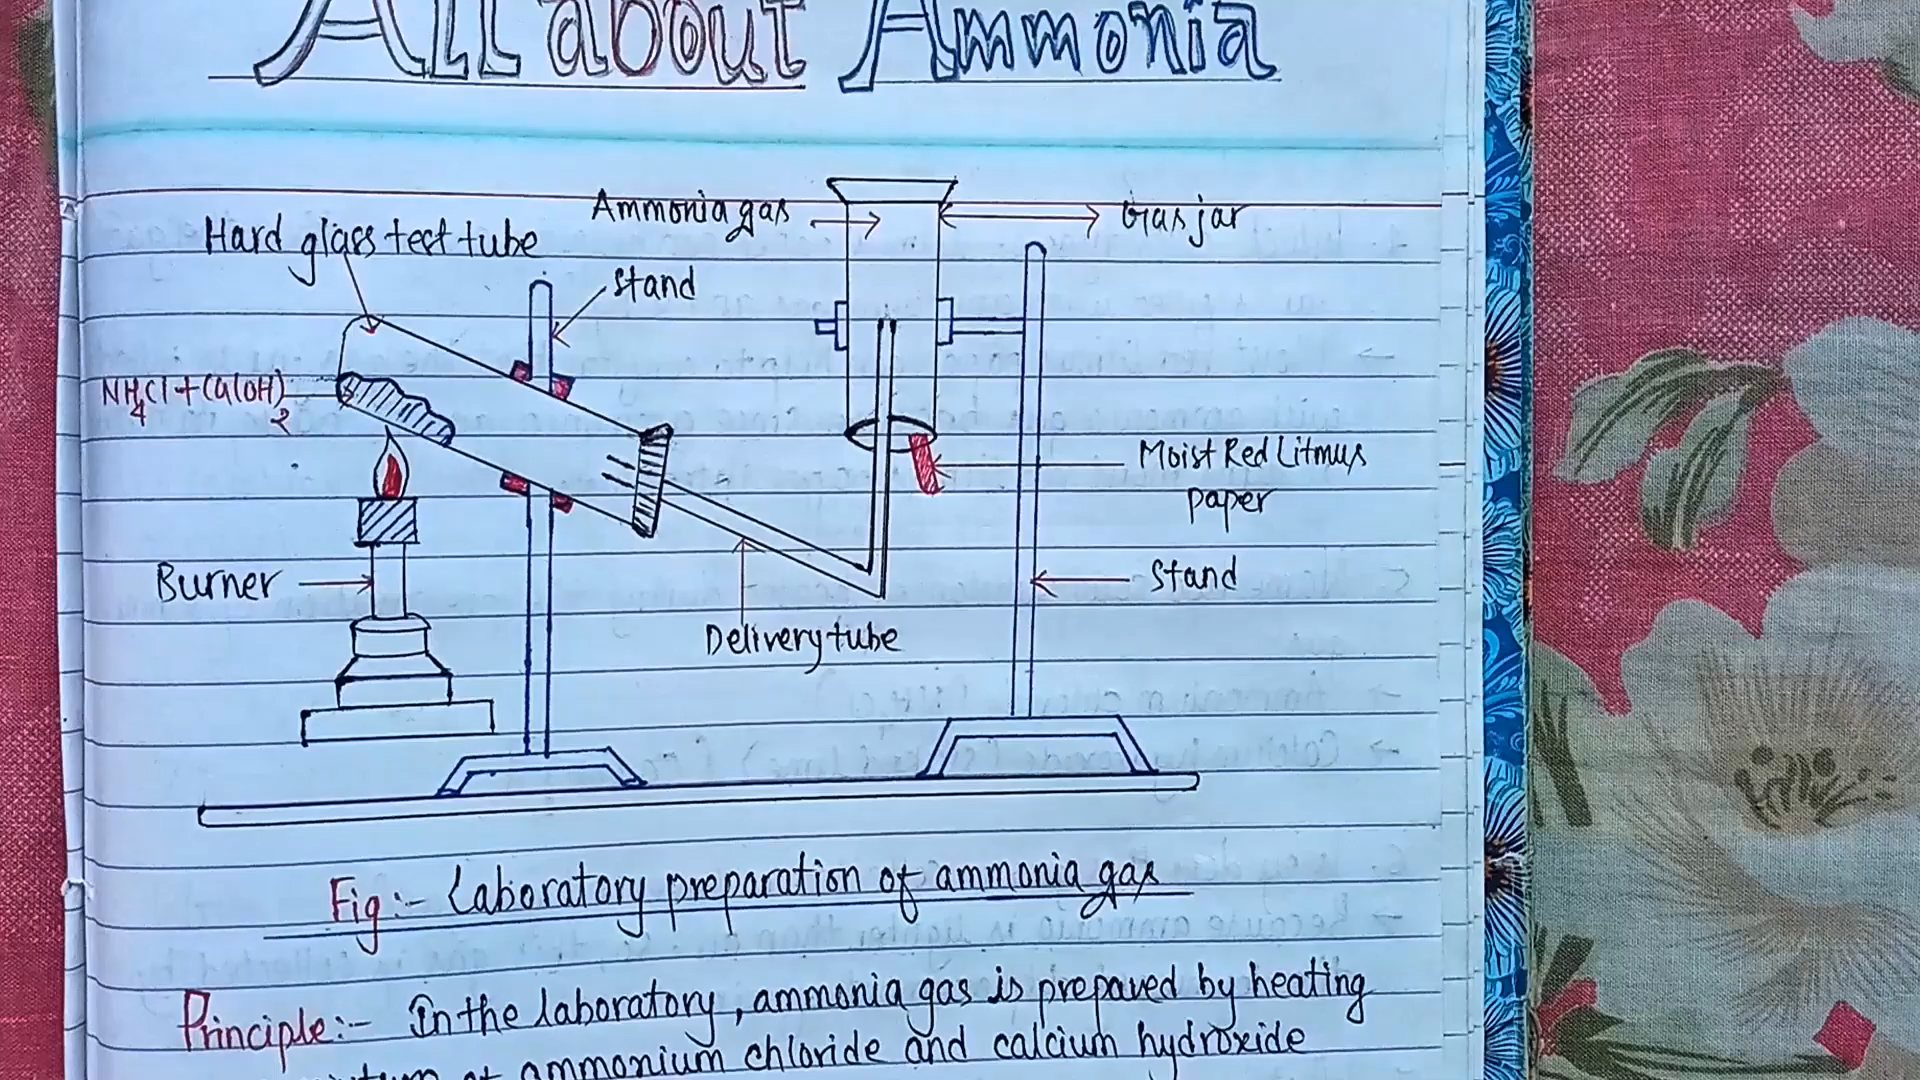 All about Ammonia
Ammonia gas
Gas jar
Hard glass test tube
Stand
NH4Cl + Ca(OH)2
Moist Red Litmus
paper
Burner
Stand
Delivery tube
Fig:- Laboratory preparation of ammonia gas
Principle:- In the laboratory, ammonia gas is prepared by heating
of ammonium chloride and calcium hydroxide